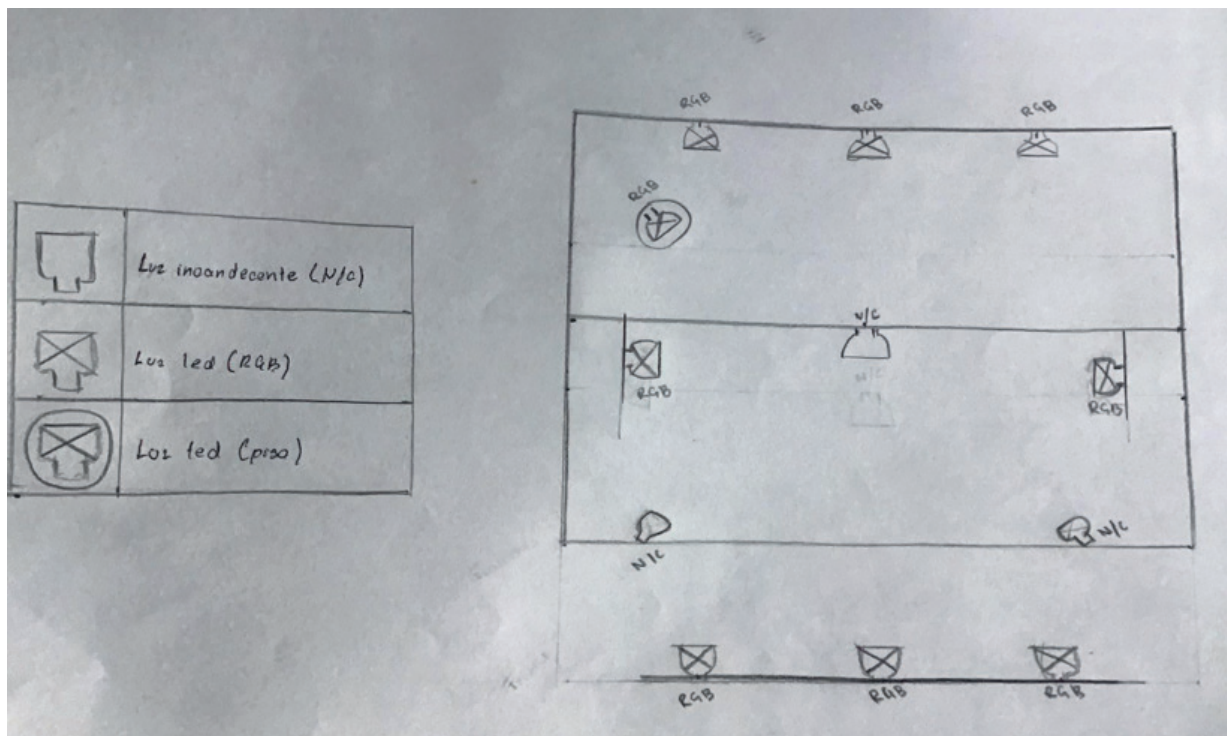 Luz incandecente (N/C)
Luz led (RGB)
Luz led (piso)
RGB
RGB
RGB
RGB
N/C
N/C
RGB
RGB
N/C
N/C
RGB
RGB
RGB